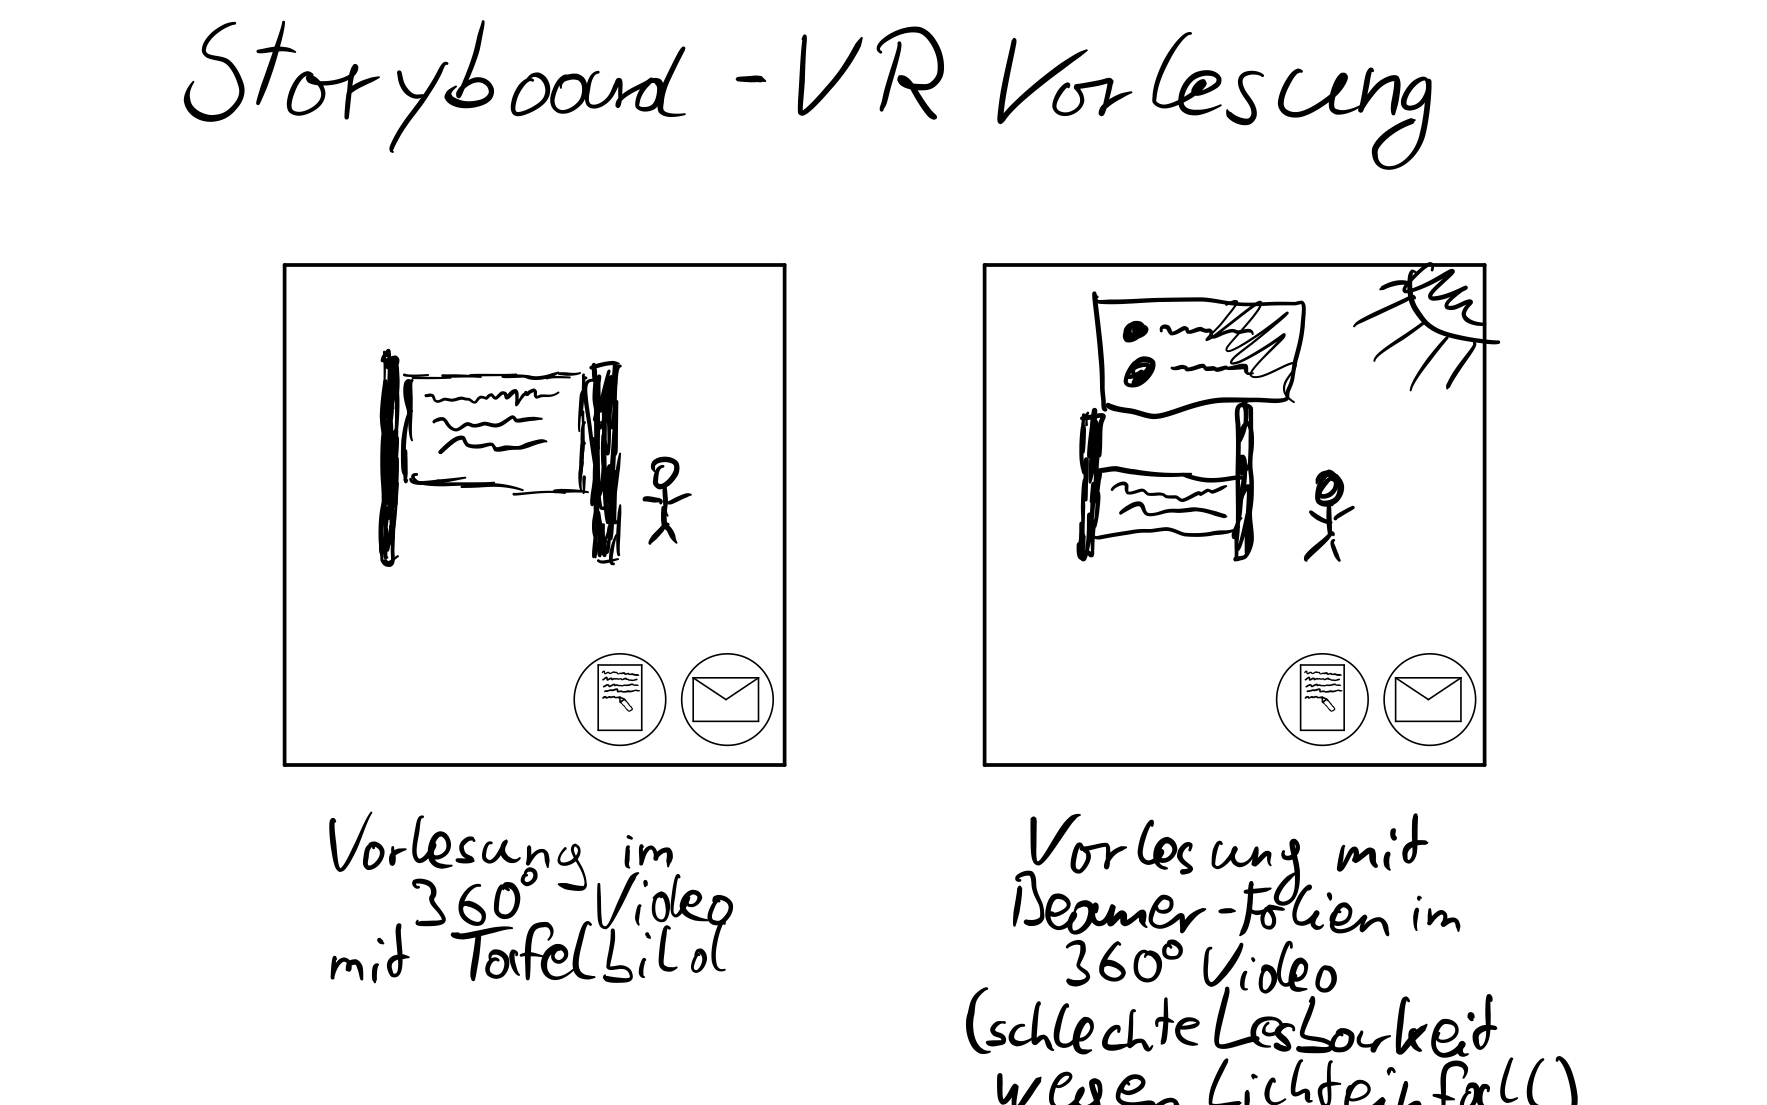 Storyboard - VR Vorlesung
Vorlesung im
360° Video
mit Tafelbild
Vorlesung mit
Beamer-Folien im
360° Video
(schlechte Lesbarkeit
wegen Lichteinfall)